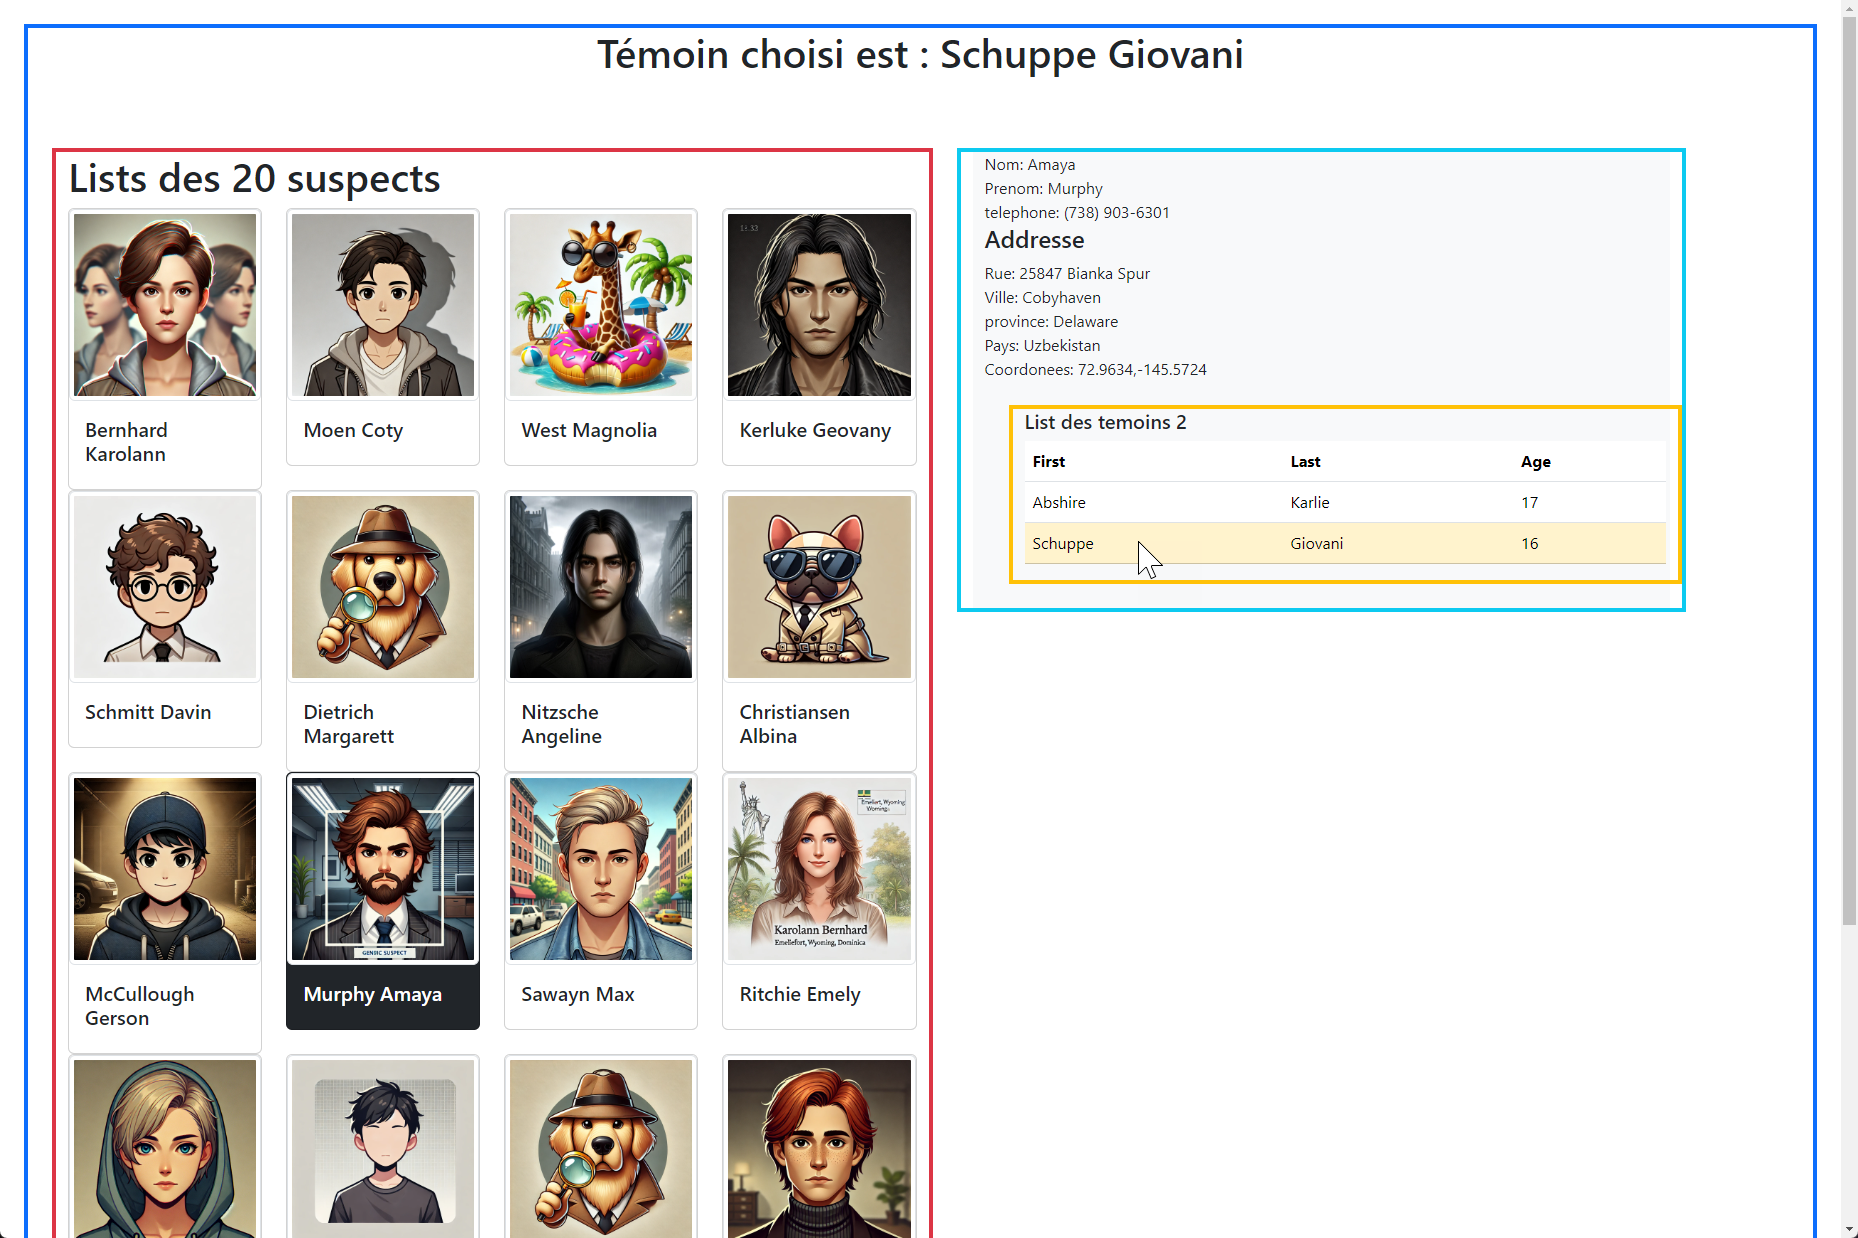 Témoin choisi est : Schuppe Giovani
Lists des 20 suspects
Bernhard
Karolann
Moen Coty
West Magnolia
Kerluke Geovany
Schmitt Davin
Dietrich
Margarett
Nitzsche
Angeline
Christiansen
Albina
GENBIC SUSPECT
Karolann Bernhard
Emellefort, Wyoming, Dominica
McCullough
Gerson
Murphy Amaya
Sawayn Max
Ritchie Emely
Nom: Amaya
Prenom: Murphy
telephone: (738) 903-6301
Addresse
Rue: 25847 Bianka Spur
Ville: Cobyhaven
province: Delaware
Pays: Uzbekistan
Coordonees: 72.9634,-145.5724
List des temoins 2
First Last Age
Abshire Karlie 17
Schuppe Giovani 16